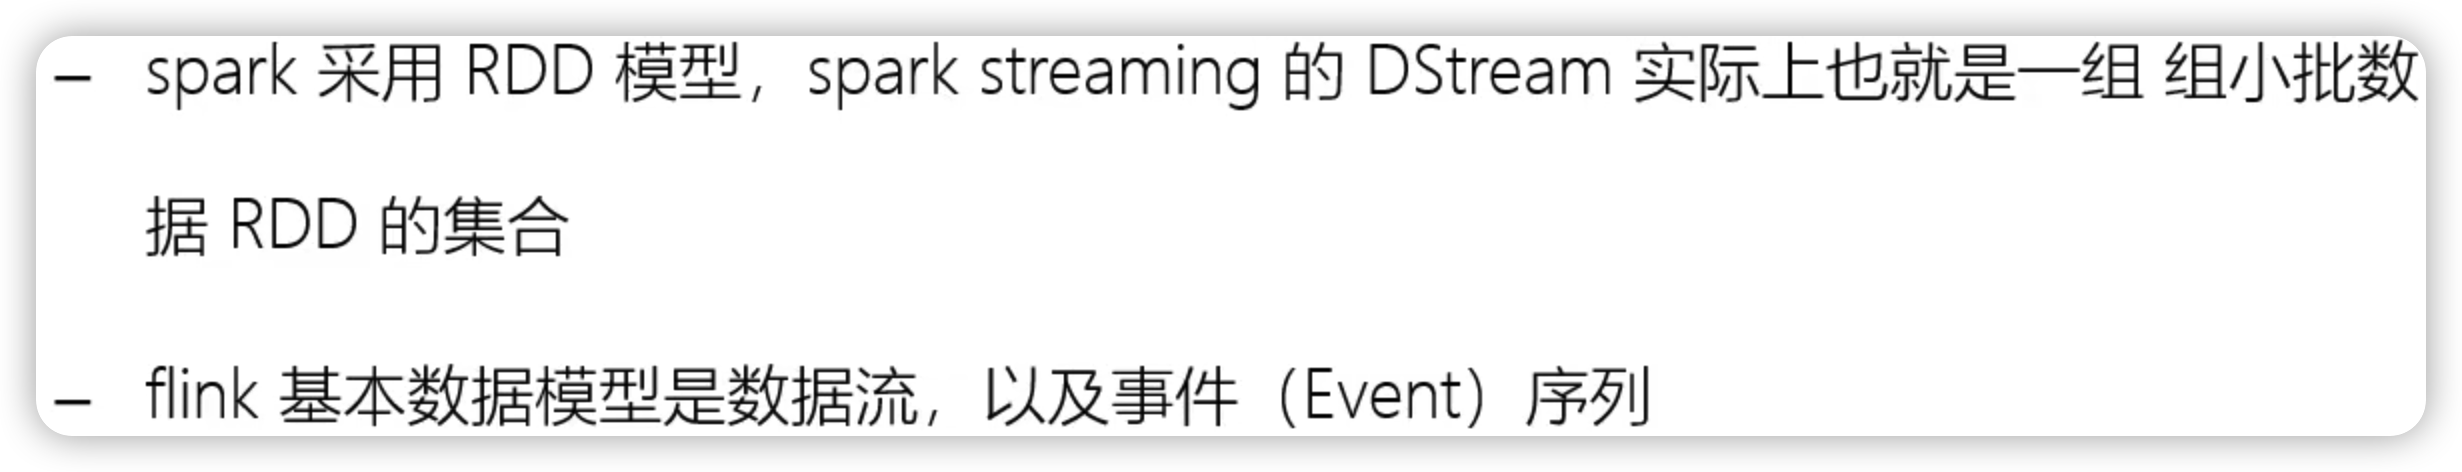 – spark 采用 RDD 模型，spark streaming 的 DStream 实际上也就是一组 组小批数
据 RDD 的集合
– flink 基本数据模型是数据流，以及事件（Event）序列